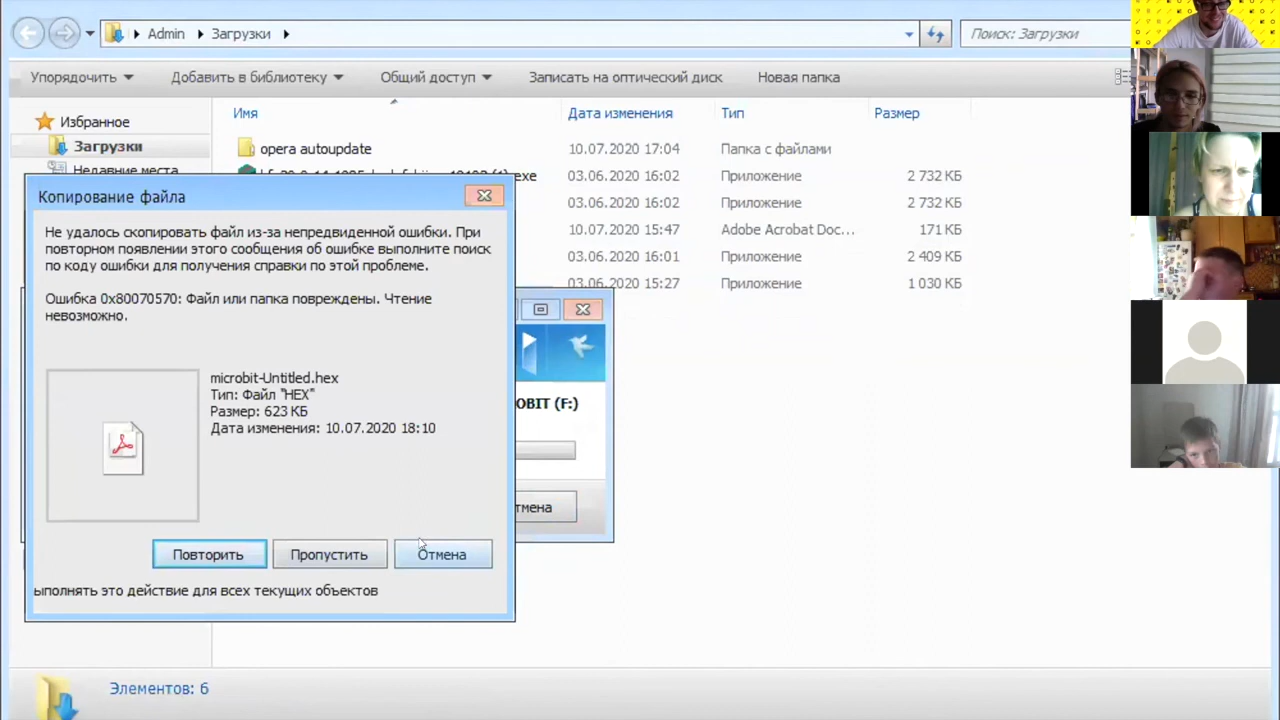 Admin
Загрузки
Поиск: Загрузки
Упорядочить
Добавить в библиотеку
Общий доступ
Записать на оптический диск
Новая папка
Избранное
Загрузки
Недавние места
Имя
Дата изменения
Тип
Размер
opera autoupdate
10.07.2020 17:04
Папка с файлами
exe
03.06.2020 16:02
Приложение
2 732 КБ
03.06.2020 16:02
Приложение
2 732 КБ
10.07.2020 15:47
Adobe Acrobat Doc...
171 КБ
03.06.2020 16:01
Приложение
2 409 КБ
03.06.2020 15:27
Приложение
1 030 КБ
Копирование файла
Не удалось скопировать файл из-за непредвиденной ошибки. При
повторном появлении этого сообщения об ошибке выполните поиск
по коду ошибки для получения справки по этой проблеме.
Ошибка 0x80070570: Файл или папка повреждены. Чтение
невозможно.
microbit-Untitled.hex
Тип: Файл "HEX"
Размер: 623 КБ
Дата изменения: 10.07.2020 18:10
Повторить
Пропустить
Отмена
ыполнять это действие для всех текущих объектов
OBIT (F:)
тмена
Элементов: 6